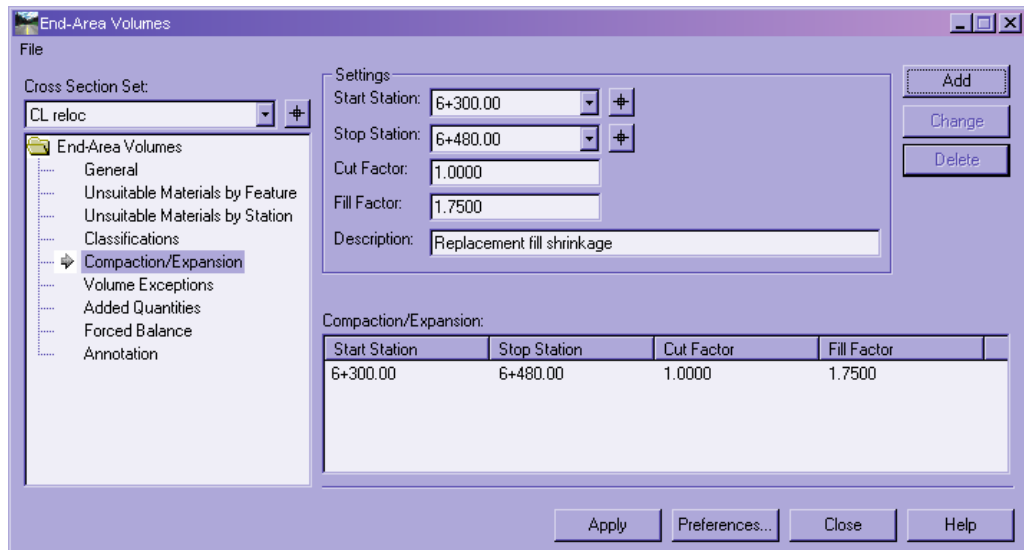 End-Area Volumes
File
Cross Section Set:
CL reloc
End-Area Volumes
General
Unsuitable Materials by Feature
Unsuitable Materials by Station
Classifications
Compaction/Expansion
Volume Exceptions
Added Quantities
Forced Balance
Annotation
Settings
Start Station: 6+300.00
Stop Station: 6+480.00
Cut Factor: 1.0000
Fill Factor: 1.7500
Description: Replacement fill shrinkage
Add
Change
Delete
Compaction/Expansion:
Start Station Stop Station Cut Factor Fill Factor
6+300.00 6+480.00 1.0000 1.7500
Apply Preferences... Close Help